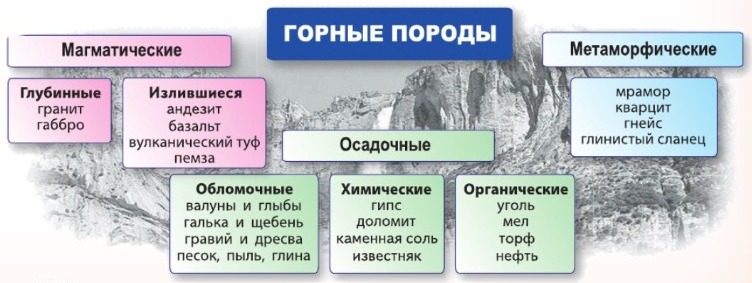 ГОРНЫЕ ПОРОДЫ
Магматические
Глубинные
гранит
габбро
Излившиеся
андезит
базальт
вулканический туф
пемза
Осадочные
Обломочные
валуны и глыбы
галька и щебень
гравий и дресва
песок, пыль, глина
Химические
гипс
доломит
каменная соль
известняк
Органические
уголь
мел
торф
нефть
Метаморфические
мрамор
кварцит
гнейс
глинистый сланец